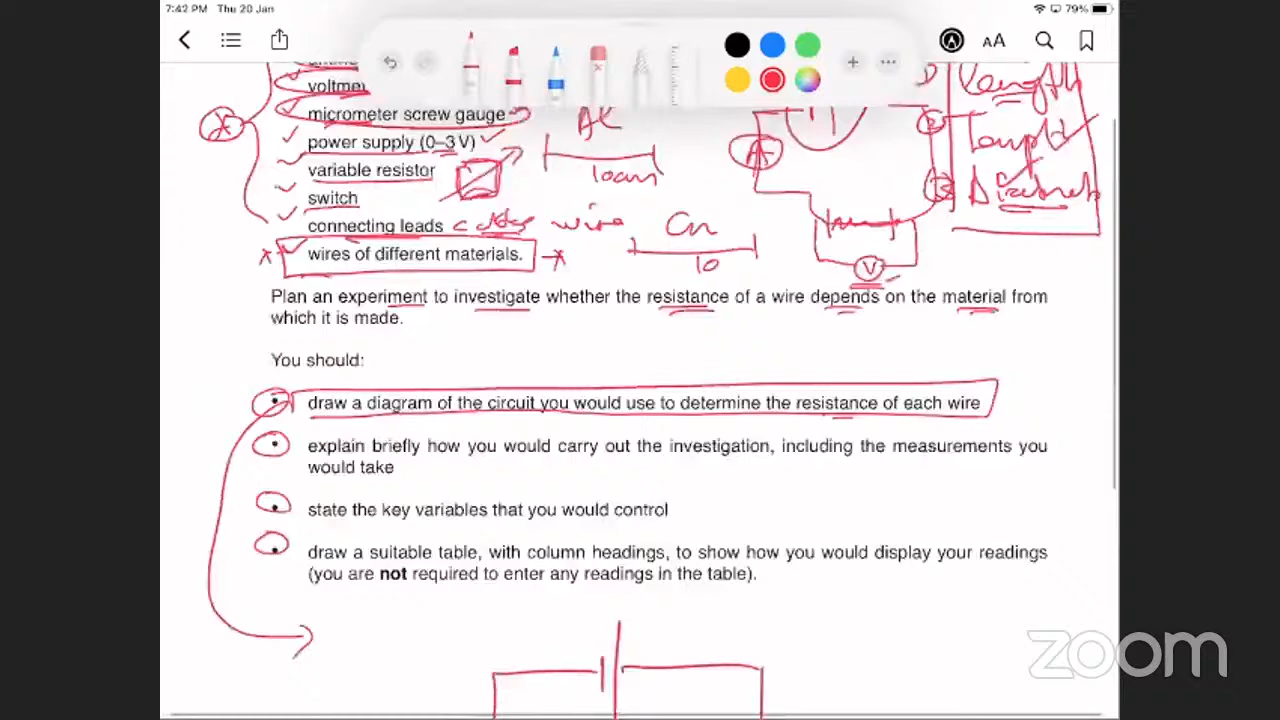 7:42 PM Thu 20 Jan
79%
AA
voltmet
micrometer screw gauge
power supply (0–3 V)
variable resistor
switch
connecting leads
wires of different materials.
wire
Al
10cm
Cu
10
A
V
length
Plan an experiment to investigate whether the resistance of a wire depends on the material from
which it is made.
You should:
• draw a diagram of the circuit you would use to determine the resistance of each wire
• explain briefly how you would carry out the investigation, including the measurements you
would take
• state the key variables that you would control
• draw a suitable table, with column headings, to show how you would display your readings
(you are not required to enter any readings in the table).
zoom